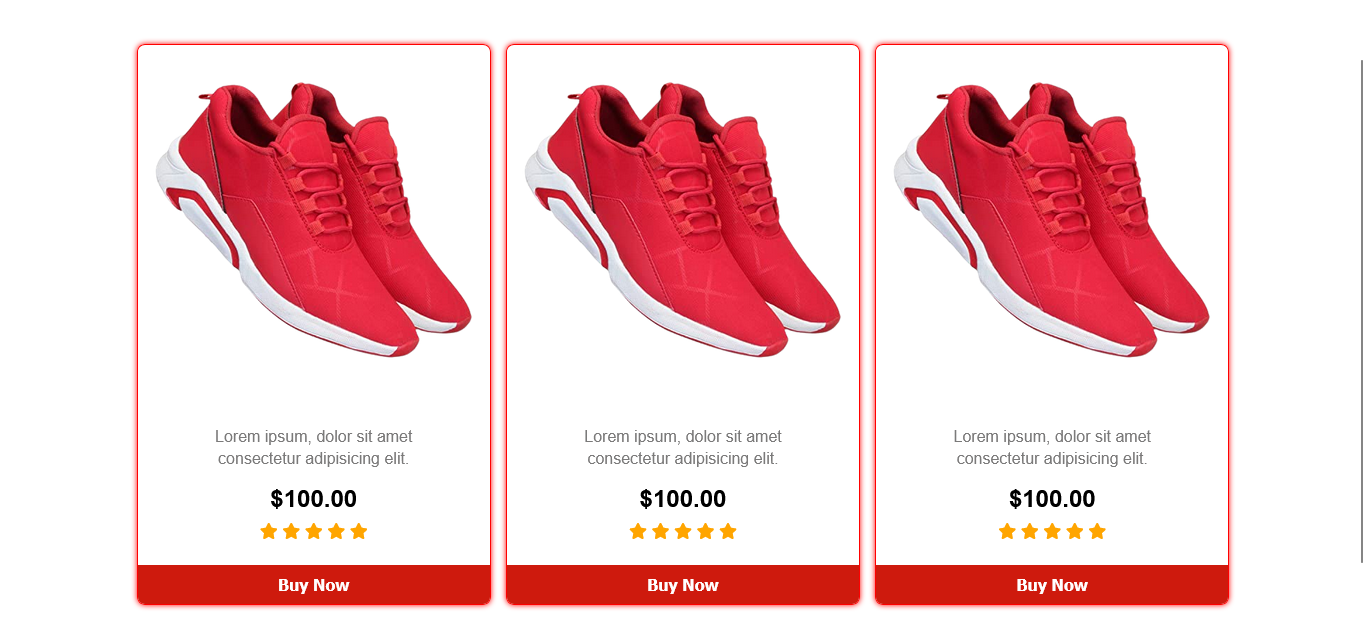 Lorem ipsum, dolor sit amet
consectetur adipisicing elit.
$100.00
Buy Now
Lorem ipsum, dolor sit amet
consectetur adipisicing elit.
$100.00
Buy Now
Lorem ipsum, dolor sit amet
consectetur adipisicing elit.
$100.00
Buy Now